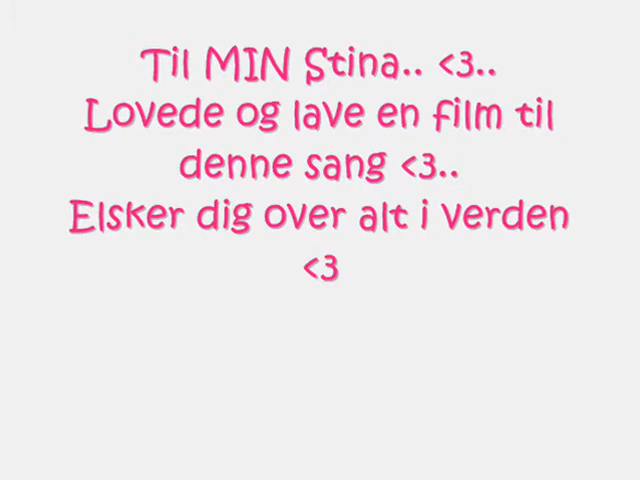 Til MIN Stina.. <3..
Lovede og lave en film til
denne sang <3..
Elsker dig over alt i verden
<3